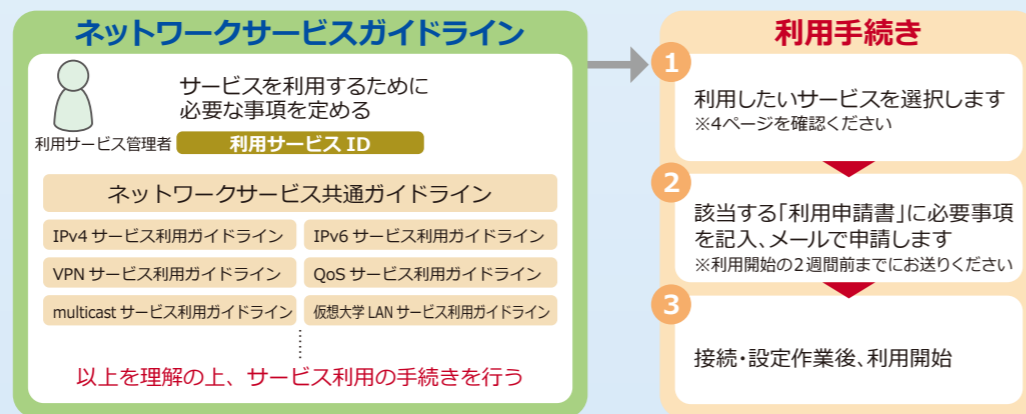 ネットワークサービスガイドライン
サービスを利用するために
必要な事項を定める
利用サービス管理者
利用サービス ID
ネットワークサービス共通ガイドライン
IPv4 サービス利用ガイドライン
IPv6 サービス利用ガイドライン
VPN サービス利用ガイドライン
QoS サービス利用ガイドライン
multicast サービス利用ガイドライン
仮想大学 LAN サービス利用ガイドライン
以上を理解の上、サービス利用の手続きを行う
利用手続き
1
利用したいサービスを選択します
※4ページを確認ください
2
該当する「利用申請書」に必要事項
を記入、メールで申請します
※利用開始の2週間前までにお送りください
3
接続・設定作業後、利用開始